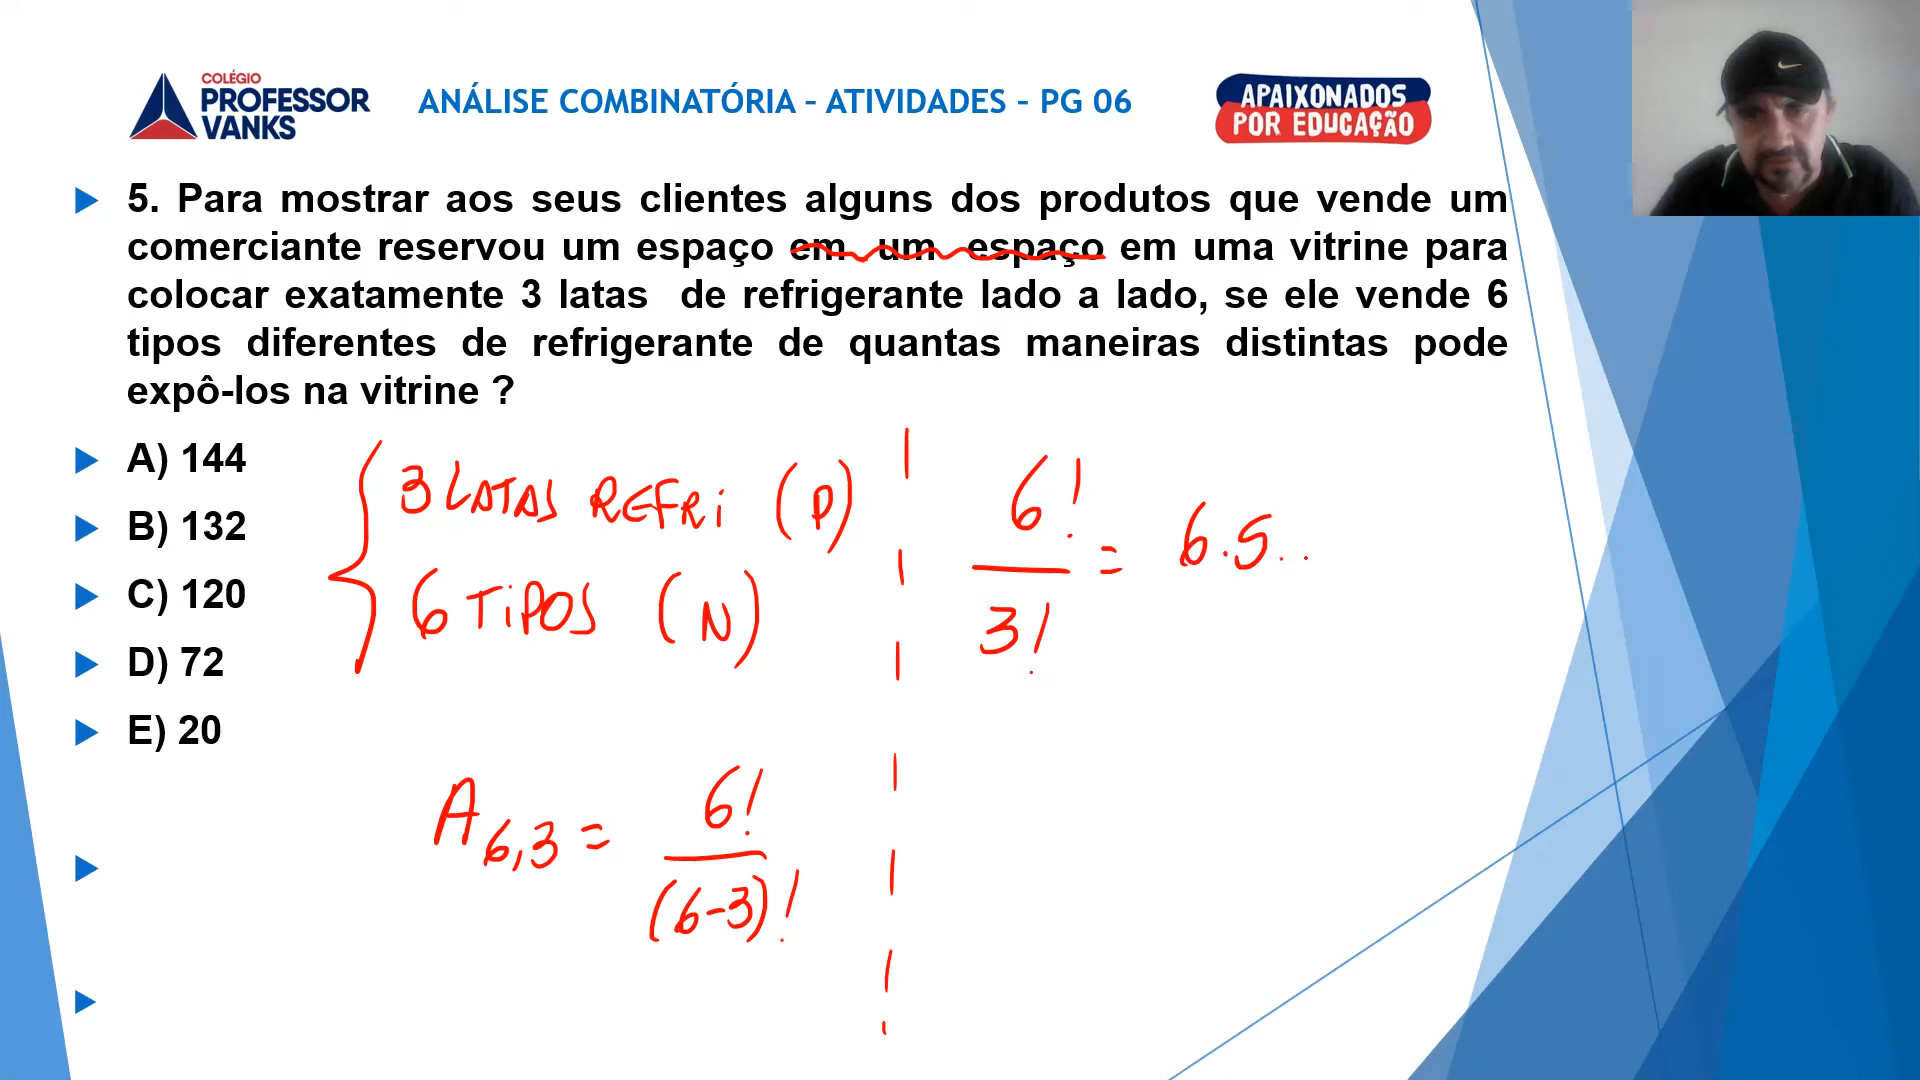 COLÉGIO
PROFESSOR
VANKS
ANÁLISE COMBINATÓRIA – ATIVIDADES – PG 06
APAIXONADOS
POR EDUCAÇÃO
5. Para mostrar aos seus clientes alguns dos produtos que vende um
comerciante reservou um espaço em um espaço em uma vitrine para
colocar exatamente 3 latas de refrigerante lado a lado, se ele vende 6
tipos diferentes de refrigerante de quantas maneiras distintas pode
expô-los na vitrine ?
A) 144
B) 132
C) 120
D) 72
E) 20
3 LATAS REFRi (P)
6 TiPOS (N)
A6,3 = 6!
(6-3)!
6!
3!
= 6.5..